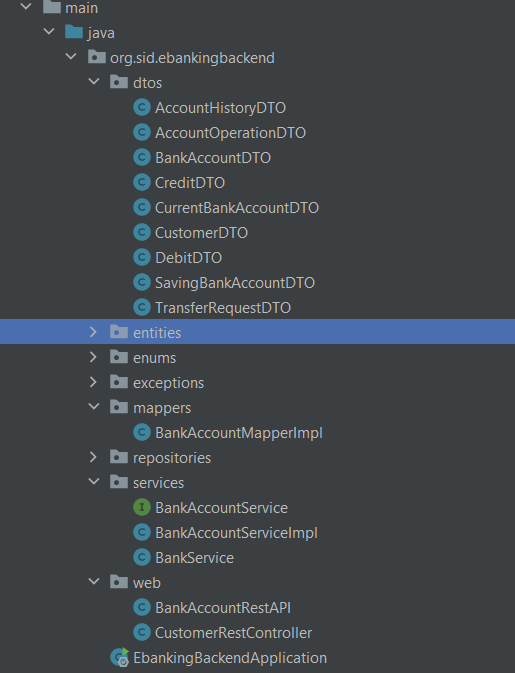 main
java
org.sid.ebankingbackend
dtos
C AccountHistoryDTO
C AccountOperationDTO
C BankAccountDTO
C CreditDTO
C CurrentBankAccountDTO
C CustomerDTO
C DebitDTO
C SavingBankAccountDTO
C TransferRequestDTO
entities
enums
exceptions
mappers
C BankAccountMapperImpl
repositories
services
I BankAccountService
C BankAccountServiceImpl
C BankService
web
C BankAccountRestAPI
C CustomerRestController
EbankingBackendApplication